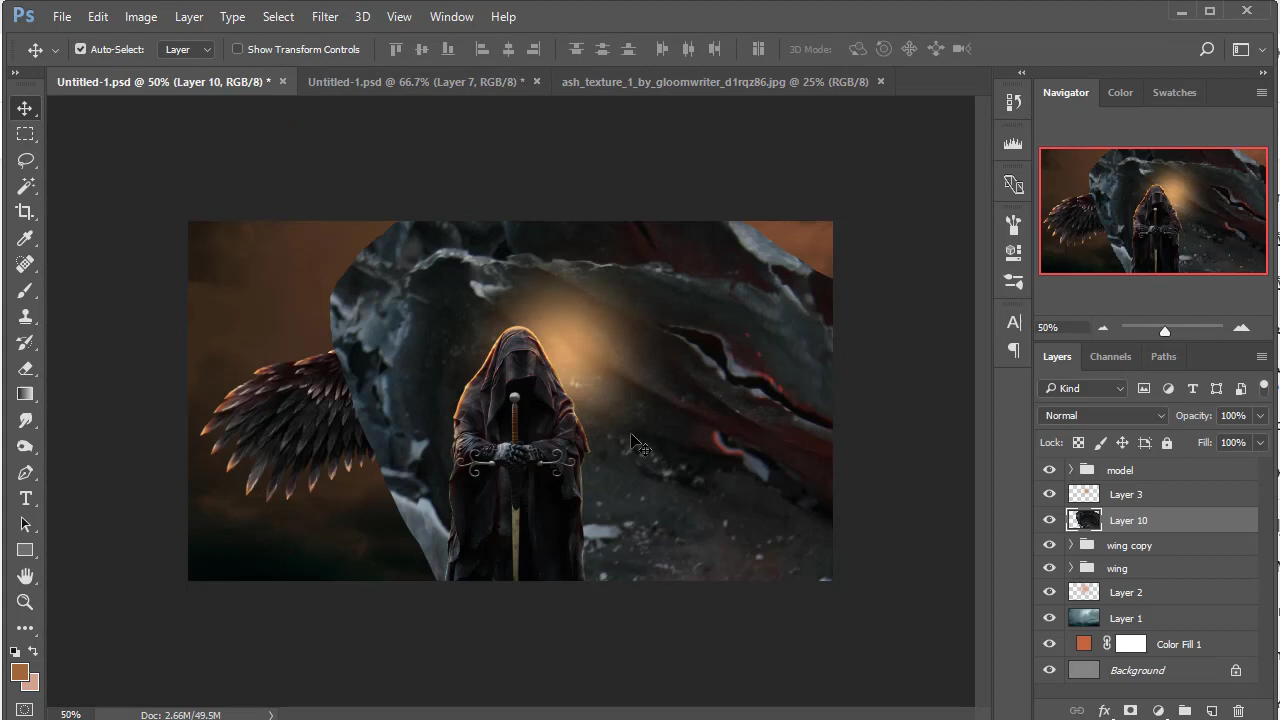 Ps File Edit Image Layer Type Select Filter 3D View Window Help
Auto-Select: Layer Show Transform Controls 3D Mode:
Untitled-1.psd @ 50% (Layer 10, RGB/8) * Untitled-1.psd @ 66.7% (Layer 7, RGB/8) * ash_texture_1_by_gloomwriter_d1rqz86.jpg @ 25% (RGB/8)
Navigator Color Swatches
50%
Layers Channels Paths
Kind
Normal Opacity: 100%
Lock: Fill: 100%
model
Layer 3
Layer 10
wing copy
wing
Layer 2
Layer 1
Color Fill 1
Background
50% Doc: 2.66M/49.5M